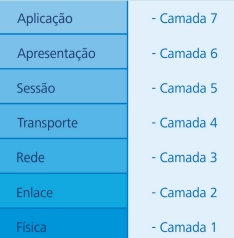 Aplicação - Camada 7
Apresentação - Camada 6
Sessão - Camada 5
Transporte - Camada 4
Rede - Camada 3
Enlace - Camada 2
Física - Camada 1